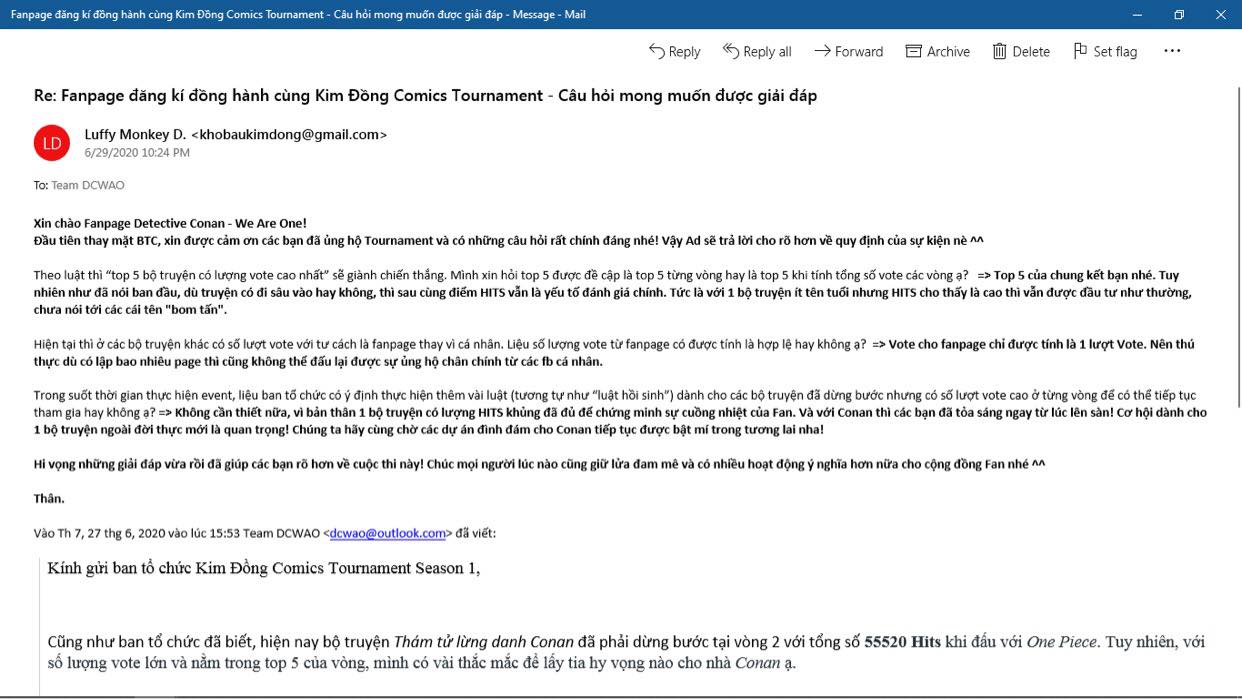 Fanpage đăng kí đồng hành cùng Kim Đồng Comics Tournament - Câu hỏi mong muốn được giải đáp - Message - Mail
Reply Reply all Forward Archive Delete Set flag ...
Re: Fanpage đăng kí đồng hành cùng Kim Đồng Comics Tournament - Câu hỏi mong muốn được giải đáp
LD
Luffy Monkey D. <khobaukimdong@gmail.com>
6/29/2020 10:24 PM
To: Team DCWAO
Xin chào Fanpage Detective Conan - We Are One!
Đầu tiên thay mặt BTC, xin được cảm ơn các bạn đã ủng hộ Tournament và có những câu hỏi rất chính đáng nhé! Vậy Ad sẽ trả lời cho rõ hơn về quy định của sự kiện nè ^^
Theo luật thì “top 5 bộ truyện có lượng vote cao nhất” sẽ giành chiến thắng. Mình xin hỏi top 5 được đề cập là top 5 từng vòng hay là top 5 khi tính tổng số vote các vòng ạ? => Top 5 của chung kết bạn nhé. Tuy
nhiên như đã nói ban đầu, dù truyện có đi sâu vào hay không, thì sau cùng điểm HITS vẫn là yếu tố đánh giá chính. Tức là với 1 bộ truyện ít tên tuổi nhưng HITS cho thấy là cao thì vẫn được đầu tư như thường,
chưa nói tới các cái tên "bom tấn".
Hiện tại thì ở các bộ truyện khác có số lượt vote với tư cách là fanpage thay vì cá nhân. Liệu số lượng vote từ fanpage có được tính là hợp lệ hay không ạ? => Vote cho fanpage chỉ được tính là 1 lượt Vote. Nên thú
thực dù có lập bao nhiêu page thì cũng không thể đấu lại được sự ủng hộ chân chính từ các fb cá nhân.
Trong suốt thời gian thực hiện event, liệu ban tổ chức có ý định thực hiện thêm vài luật (tương tự như “luật hồi sinh”) dành cho các bộ truyện đã dừng bước nhưng có số lượt vote cao ở từng vòng để có thể tiếp tục
tham gia hay không ạ? => Không cần thiết nữa, vì bản thân 1 bộ truyện có lượng HITS khủng đã đủ để chứng minh sự cuồng nhiệt của Fan. Và với Conan thì các bạn đã tỏa sáng ngay từ lúc lên sàn! Cơ hội dành cho
1 bộ truyện ngoài đời thực mới là quan trọng! Chúng ta hãy cùng chờ các dự án đình đám cho Conan tiếp tục được bật mí trong tương lai nha!
Hi vọng những giải đáp vừa rồi đã giúp các bạn rõ hơn về cuộc thi này! Chúc mọi người lúc nào cũng giữ lửa đam mê và có nhiều hoạt động ý nghĩa hơn nữa cho cộng đồng Fan nhé ^^
Thân.
Vào Th 7, 27 thg 6, 2020 vào lúc 15:53 Team DCWAO <dcwao@outlook.com> đã viết:
Kính gửi ban tổ chức Kim Đồng Comics Tournament Season 1,
Cũng như ban tổ chức đã biết, hiện nay bộ truyện Thám tử lừng danh Conan đã phải dừng bước tại vòng 2 với tổng số 55520 Hits khi đấu với One Piece. Tuy nhiên, với
số lượng vote lớn và nằm trong top 5 của vòng, mình có vài thắc mắc để lấy tia hy vọng nào cho nhà Conan ạ.